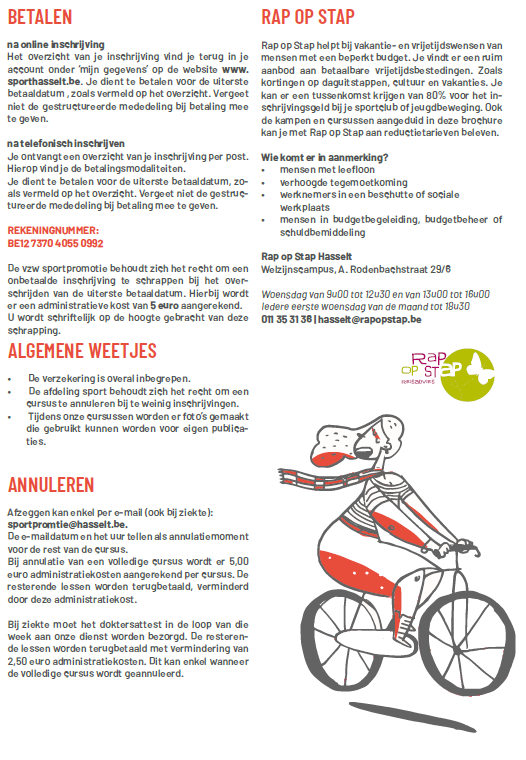 BETALEN
na online inschrijving
Het overzicht van je inschrijving vind je terug in je
account onder 'mijn gegevens' op de website www.
sporthasselt.be. Je dient te betalen voor de uiterste
betaaldatum , zoals vermeld op het overzicht. Vergeet
niet de gestructureerde mededeling bij betaling mee
te geven.
na telefonisch inschrijven
Je ontvangt een overzicht van je inschrijving per post.
Hierop vind je de betalingsmodaliteiten.
Je dient te betalen voor de uiterste betaaldatum, zo-
als vermeld op het overzicht. Vergeet niet de gestruc-
tureerde mededeling bij betaling mee te geven.
REKENINGNUMMER:
BE12 7370 4055 0992
De vzw sportpromotie behoudt zich het recht om een
onbetaalde inschrijving te schrappen bij het over-
schrijden van de uiterste betaaldatum. Hierbij wordt
er een administratieve kost van 5 euro aangerekend.
U wordt schriftelijk op de hoogte gebracht van deze
schrapping.
ALGEMENE WEETJES
• De verzekering is overal inbegrepen.
• De afdeling sport behoudt zich het recht om een
cursus te annuleren bij te weinig inschrijvingen.
• Tijdens onze cursussen worden er foto's gemaakt
die gebruikt kunnen worden voor eigen publica-
ties.
ANNULEREN
Afzeggen kan enkel per e-mail (ook bij ziekte):
sportpromtie@hasselt.be.
De e-maildatum en het uur tellen als annulatiemoment
voor de rest van de cursus.
Bij annulatie van een volledige cursus wordt er 5,00
euro administratiekosten aangerekend per cursus. De
resterende lessen worden terugbetaald, verminderd
door deze administratiekost.
Bij ziekte moet het doktersattest in de loop van die
week aan onze dienst worden bezorgd. De resteren-
de lessen worden terugbetaald met vermindering van
2,50 euro administratiekosten. Dit kan enkel wanneer
de volledige cursus wordt geannuleerd.
RAP OP STAP
Rap op Stap helpt bij vakantie- en vrijetijdswensen van
mensen met een beperkt budget. Je vindt er een ruim
aanbod aan betaalbare vrijetijdsbestedingen. Zoals
kortingen op daguitstappen, cultuur en vakanties. Je
kan er een tussenkomst krijgen van 80% voor het in-
schrijvingsgeld bij je sportclub of jeugdbeweging. Ook
de kampen en cursussen aangeduid in deze brochure
kan je met Rap op Stap aan reductietarieven beleven.
Wie komt er in aanmerking?
• mensen met leefloon
• verhoogde tegemoetkoming
• werknemers in een beschutte of sociale
werkplaats
• mensen in budgetbegeleiding, budgetbeheer of
schuldbemiddeling
Rap op Stap Hasselt
Welzijnscampus, A. Rodenbachstraat 29/6
Woensdag van 9u00 tot 12u30 en van 13u00 tot 16u00
Iedere eerste woensdag van de maand tot 18u30
011 35 31 36 | hasselt@rapopstap.be
RAP
OP STAP
REISADVIES